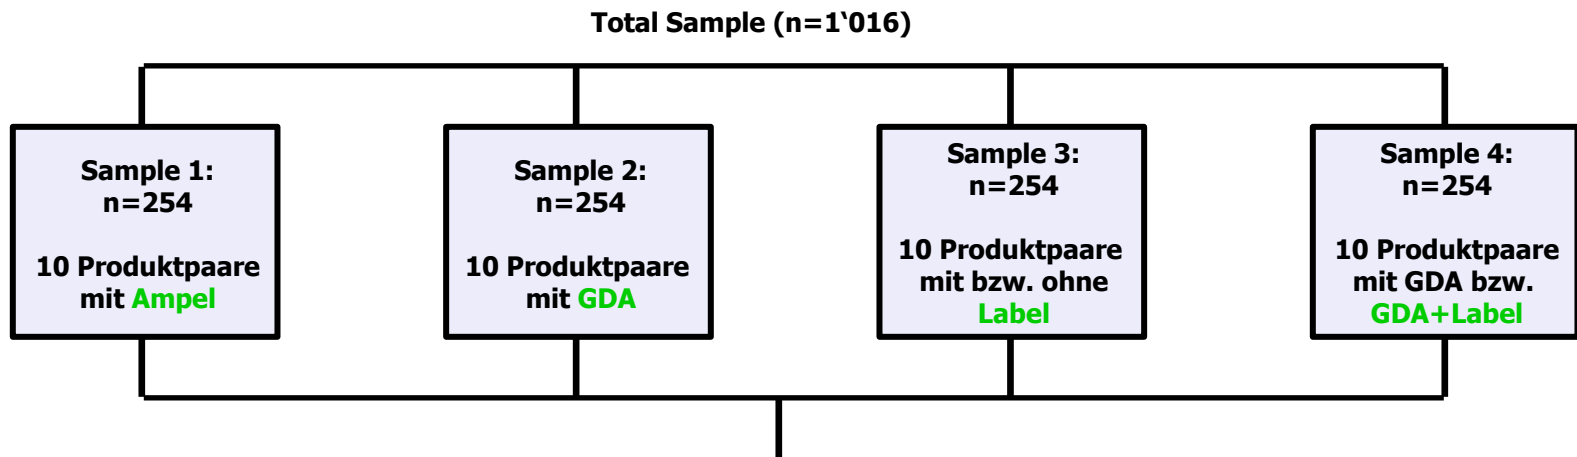 Total Sample (n=1‘016)
Sample 1:
n=254
10 Produktpaare
mit Ampel
Sample 2:
n=254
10 Produktpaare
mit GDA
Sample 3:
n=254
10 Produktpaare
mit bzw. ohne
Label
Sample 4:
n=254
10 Produktpaare
mit GDA bzw.
GDA+Label